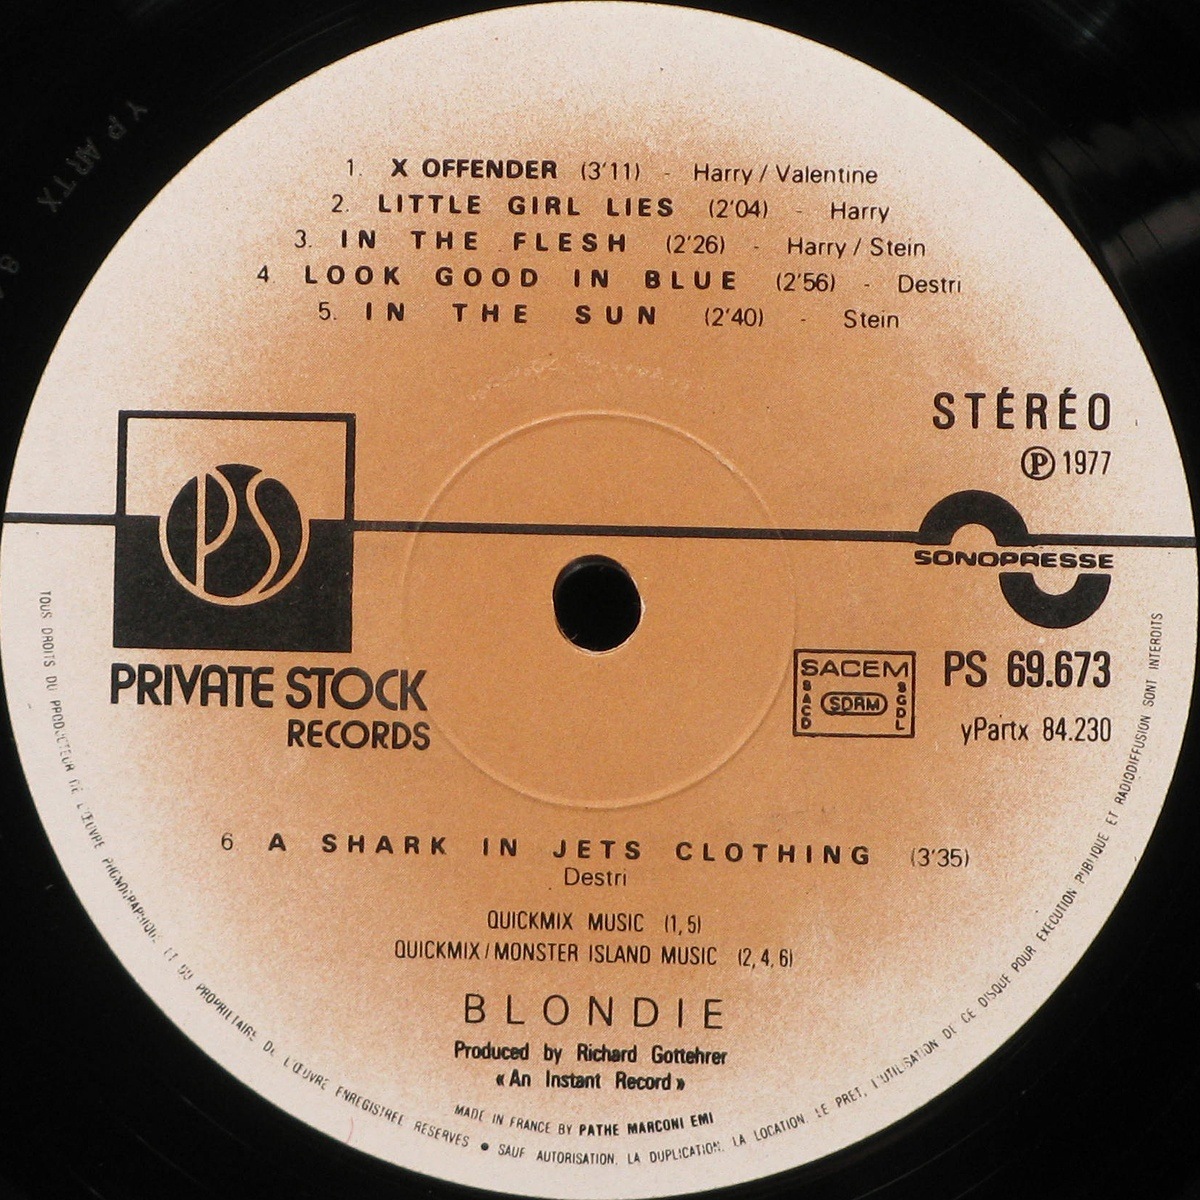 1. X OFFENDER (3'11) - Harry / Valentine
2. LITTLE GIRL LIES (2'04) - Harry
3. IN THE FLESH (2'26) - Harry / Stein
4 LOOK GOOD IN BLUE (2'56) - Destri
5. IN THE SUN (2'40) - Stein
STÉRÉO
Ⓟ 1977
PS
SONOPRESSE
PRIVATE STOCK
RECORDS
SACEM
SACD SDRM SGDL
PS 69.673
yPartx 84.230
6 A SHARK IN JETS CLOTHING (3'35)
Destri
QUICKMIX MUSIC (1, 5)
QUICKMIX / MONSTER ISLAND MUSIC (2, 4, 6)
BLONDIE
Produced by Richard Gottehrer
«An Instant Record»
MADE IN FRANCE BY PATHE MARCONI EMI
TOUS DROITS DU PRODUCTEUR DE L'ŒUVRE PHONOGRAPHIQUE ET DU PROPRIETAIRE DE L'ŒUVRE ENREGISTREE RESERVES • SAUF AUTORISATION, LA DUPLICATION, LA LOCATION, LE PRET, L'UTILISATION DE CE DISQUE POUR EXECUTION PUBLIQUE ET RADIODIFFUSION SONT INTERDITS
Y PARTX